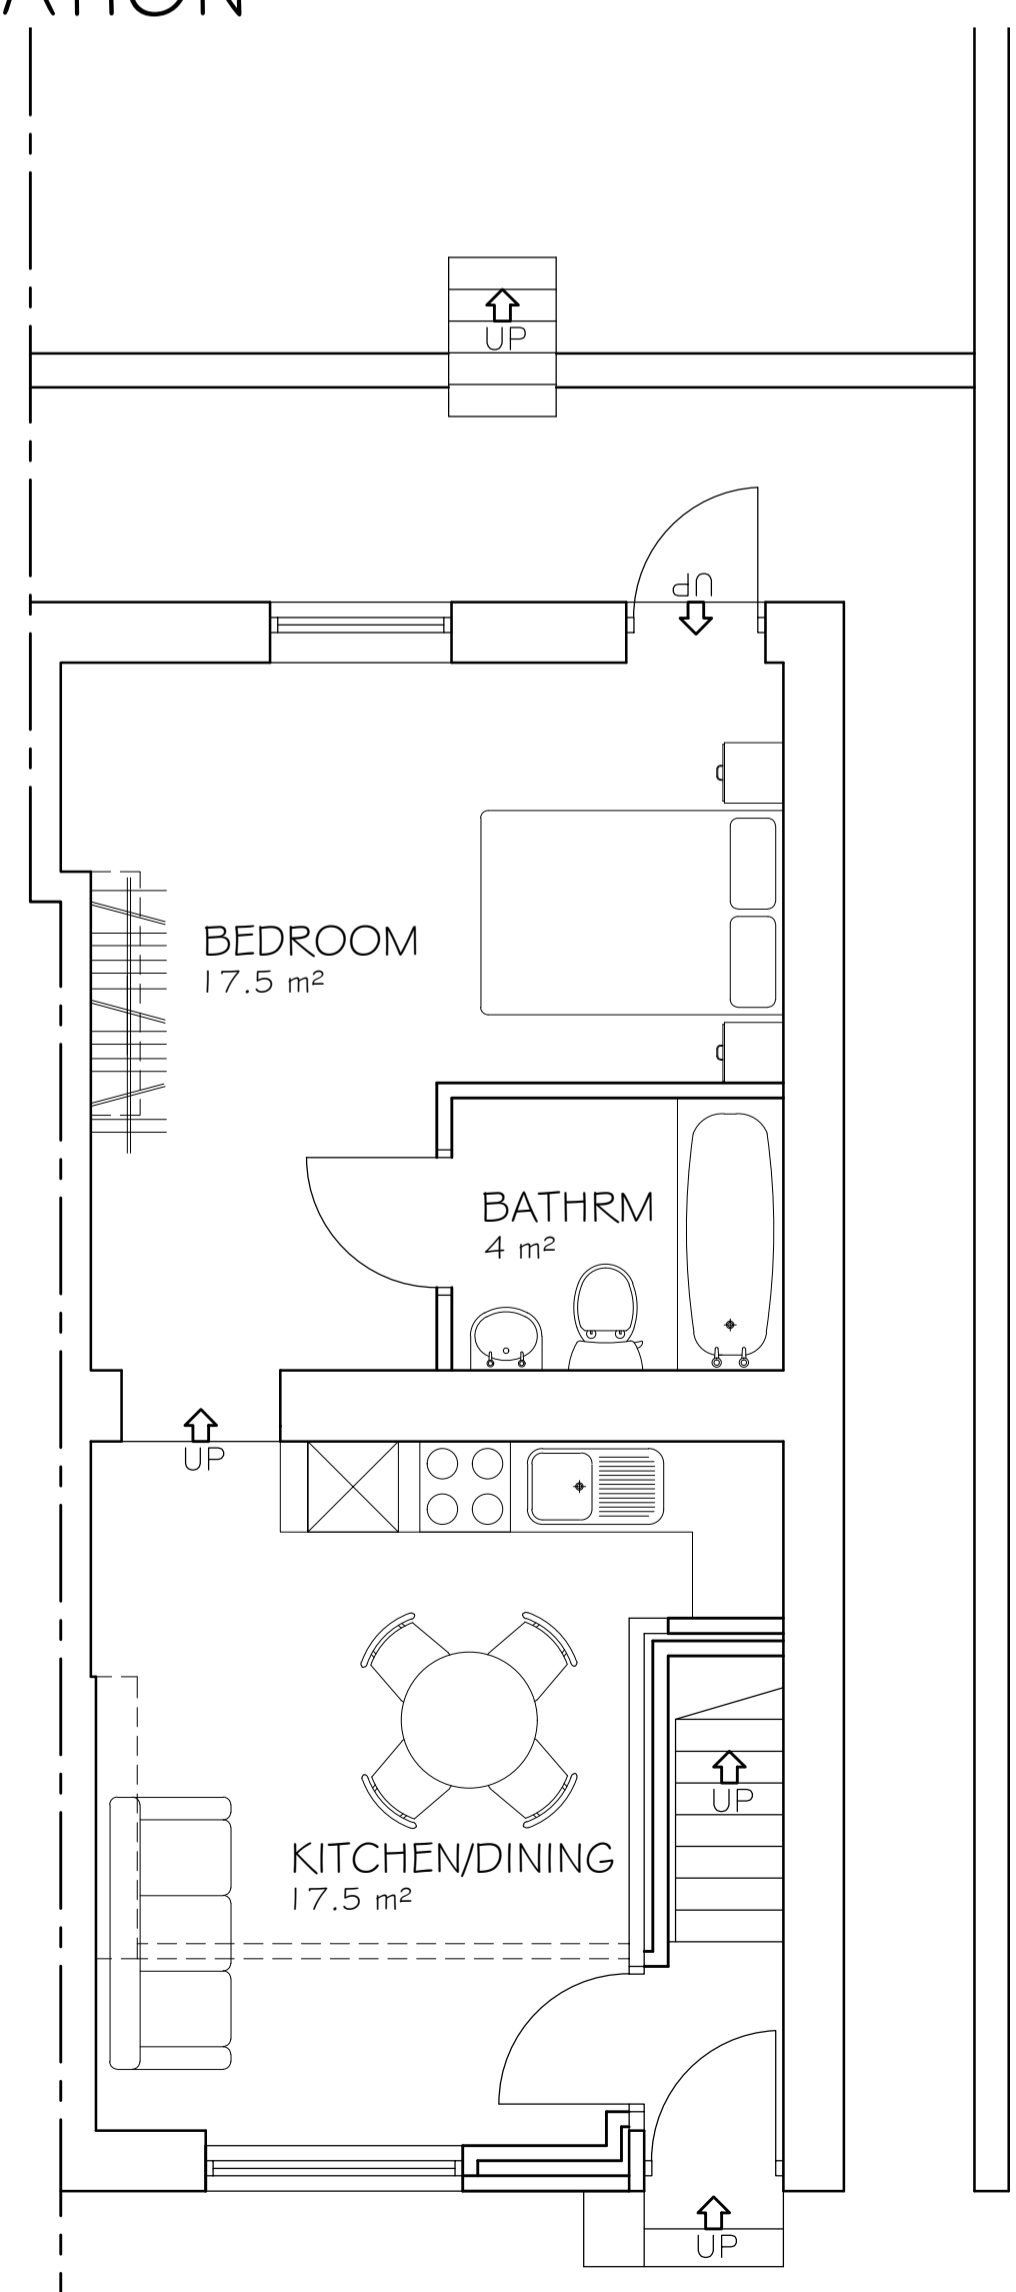 ATION
UP
UP
BEDROOM
17.5 m²
BATHRM
4 m²
UP
UP
KITCHEN/DINING
17.5 m²
UP